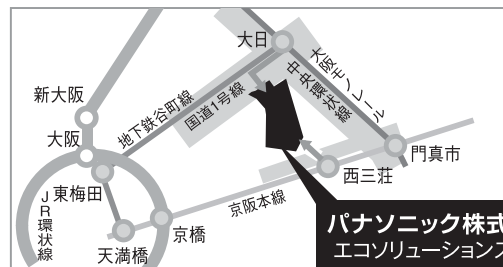 大日
新大阪
大阪
地下鉄谷町線
国道1号線
大阪モノレール
中央環状線
東梅田
門真市
西三荘
JR環状線
京阪本線
天満橋
京橋
パナソニック株式
エコソリューションズ